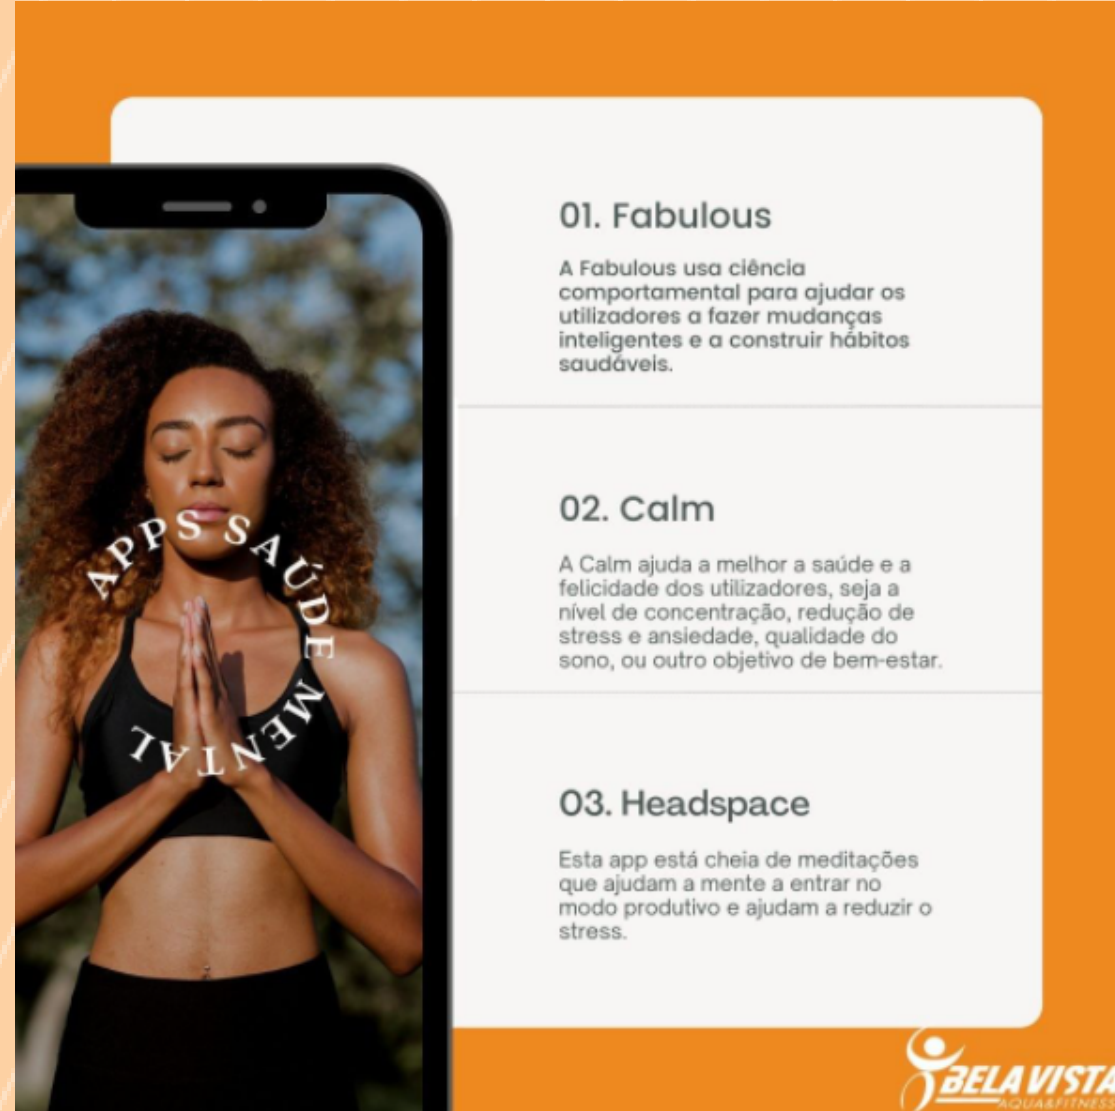 APPS SAÚDE MENTAL
01. Fabulous
A Fabulous usa ciência
comportamental para ajudar os
utilizadores a fazer mudanças
inteligentes e a construir hábitos
saudáveis.
02. Calm
A Calm ajuda a melhor a saúde e a
felicidade dos utilizadores, seja a
nível de concentração, redução de
stress e ansiedade, qualidade do
sono, ou outro objetivo de bem-estar.
03. Headspace
Esta app está cheia de meditações
que ajudam a mente a entrar no
modo produtivo e ajudam a reduzir o
stress.
BELA VISTA
AQUA&FITNESS